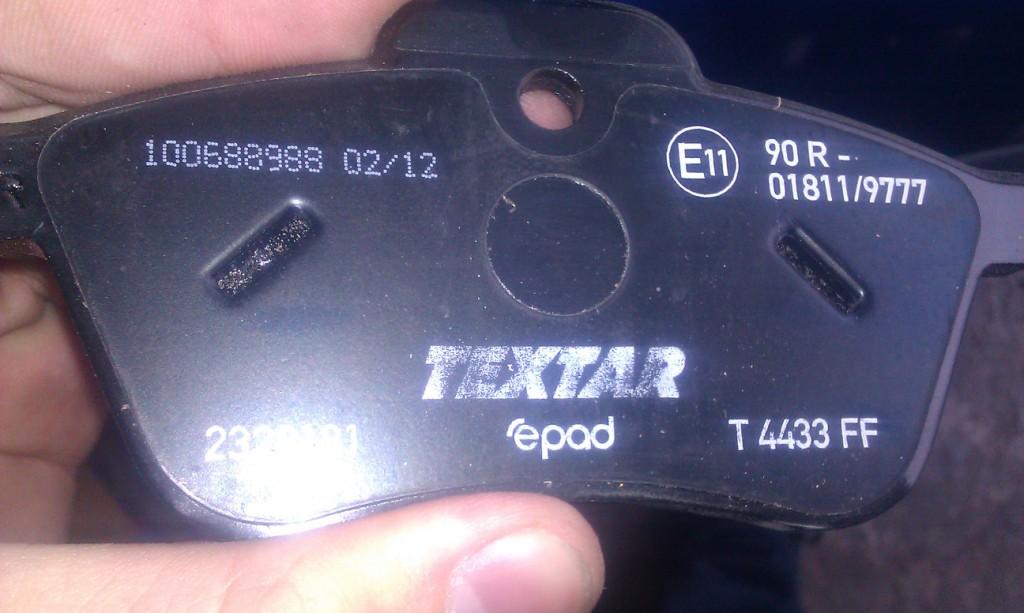 100688988 02/12
E11
90 R -
01811/9777
TEXTAR
epad
T 4433 FF